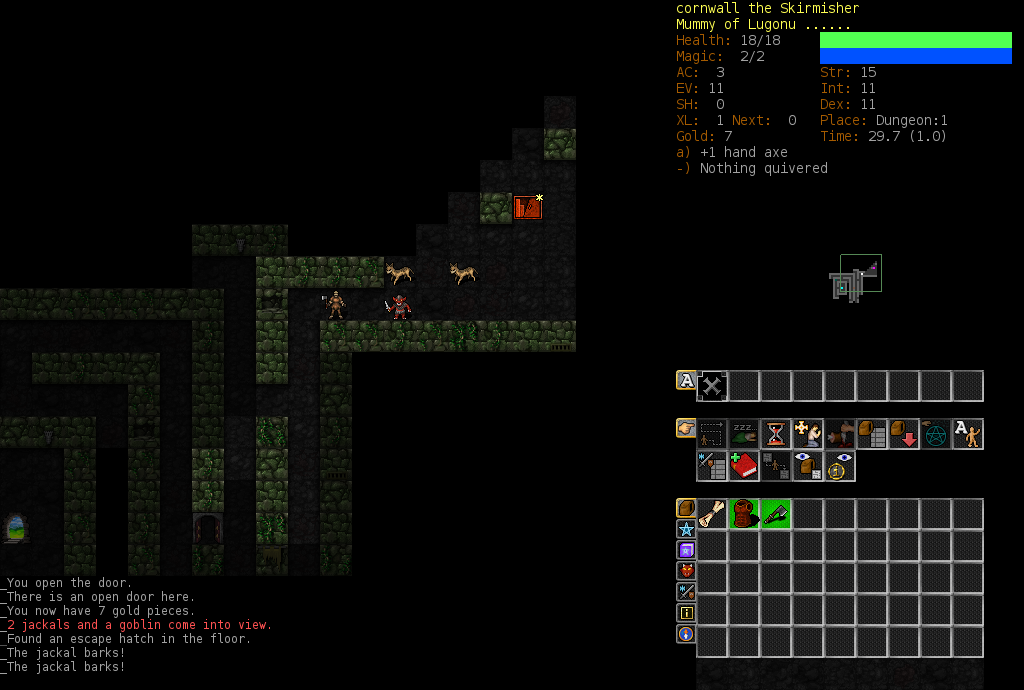 cornwall the Skirmisher
Mummy of Lugonu ......
Health: 18/18
Magic: 2/2
AC: 3 Str: 15
EV: 11 Int: 11
SH: 0 Dex: 11
XL: 1 Next: 0 Place: Dungeon:1
Gold: 7 Time: 29.7 (1.0)
a) +1 hand axe
-) Nothing quivered
A
zzz...
A
_You open the door.
_There is an open door here.
_You now have 7 gold pieces.
_2 jackals and a goblin come into view.
_Found an escape hatch in the floor.
_The jackal barks!
_The jackal barks!